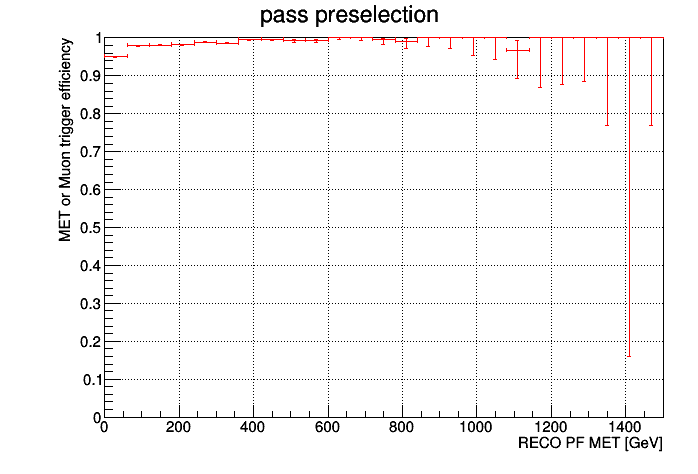 pass preselection
MET or Muon trigger efficiency
1
0.9
0.8
0.7
0.6
0.5
0.4
0.3
0.2
0.1
0
0 200 400 600 800 1000 1200 1400
RECO PF MET [GeV]